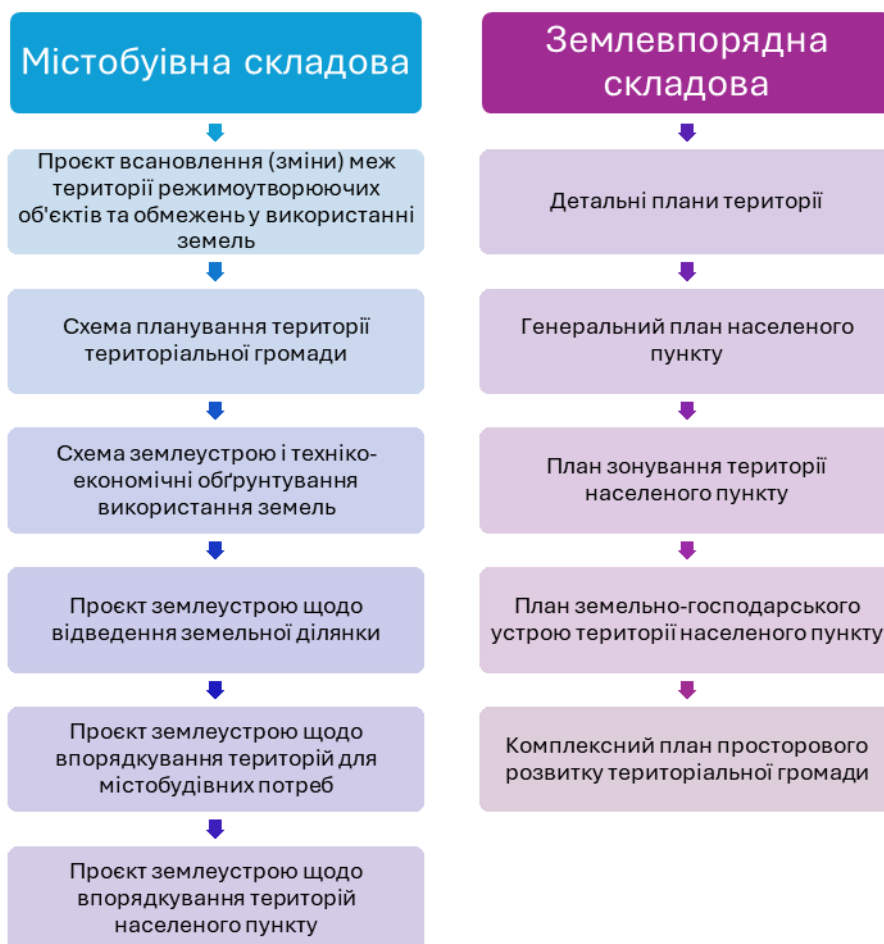 Містобуівна складова
Проєкт всановлення (зміни) меж
території режимоутворюючих
об'єктів та обмежень у використанні
земель
Схема планування території
територіальної громади
Схема землеустрою і техніко-
економічні обґрунтування
використання земель
Проєкт землеустрою щодо
відведення земельної ділянки
Проєкт землеустрою щодо
впорядкування територій для
містобудівних потреб
Проєкт землеустрою щодо
впорядкування територій
населеного пункту
Землевпорядна
складова
Детальні плани території
Генеральний план населеного
пункту
План зонування території
населеного пункту
План земельно-господарського
устрою території населеного пункту
Комплексний план просторового
розвитку територіальної громади